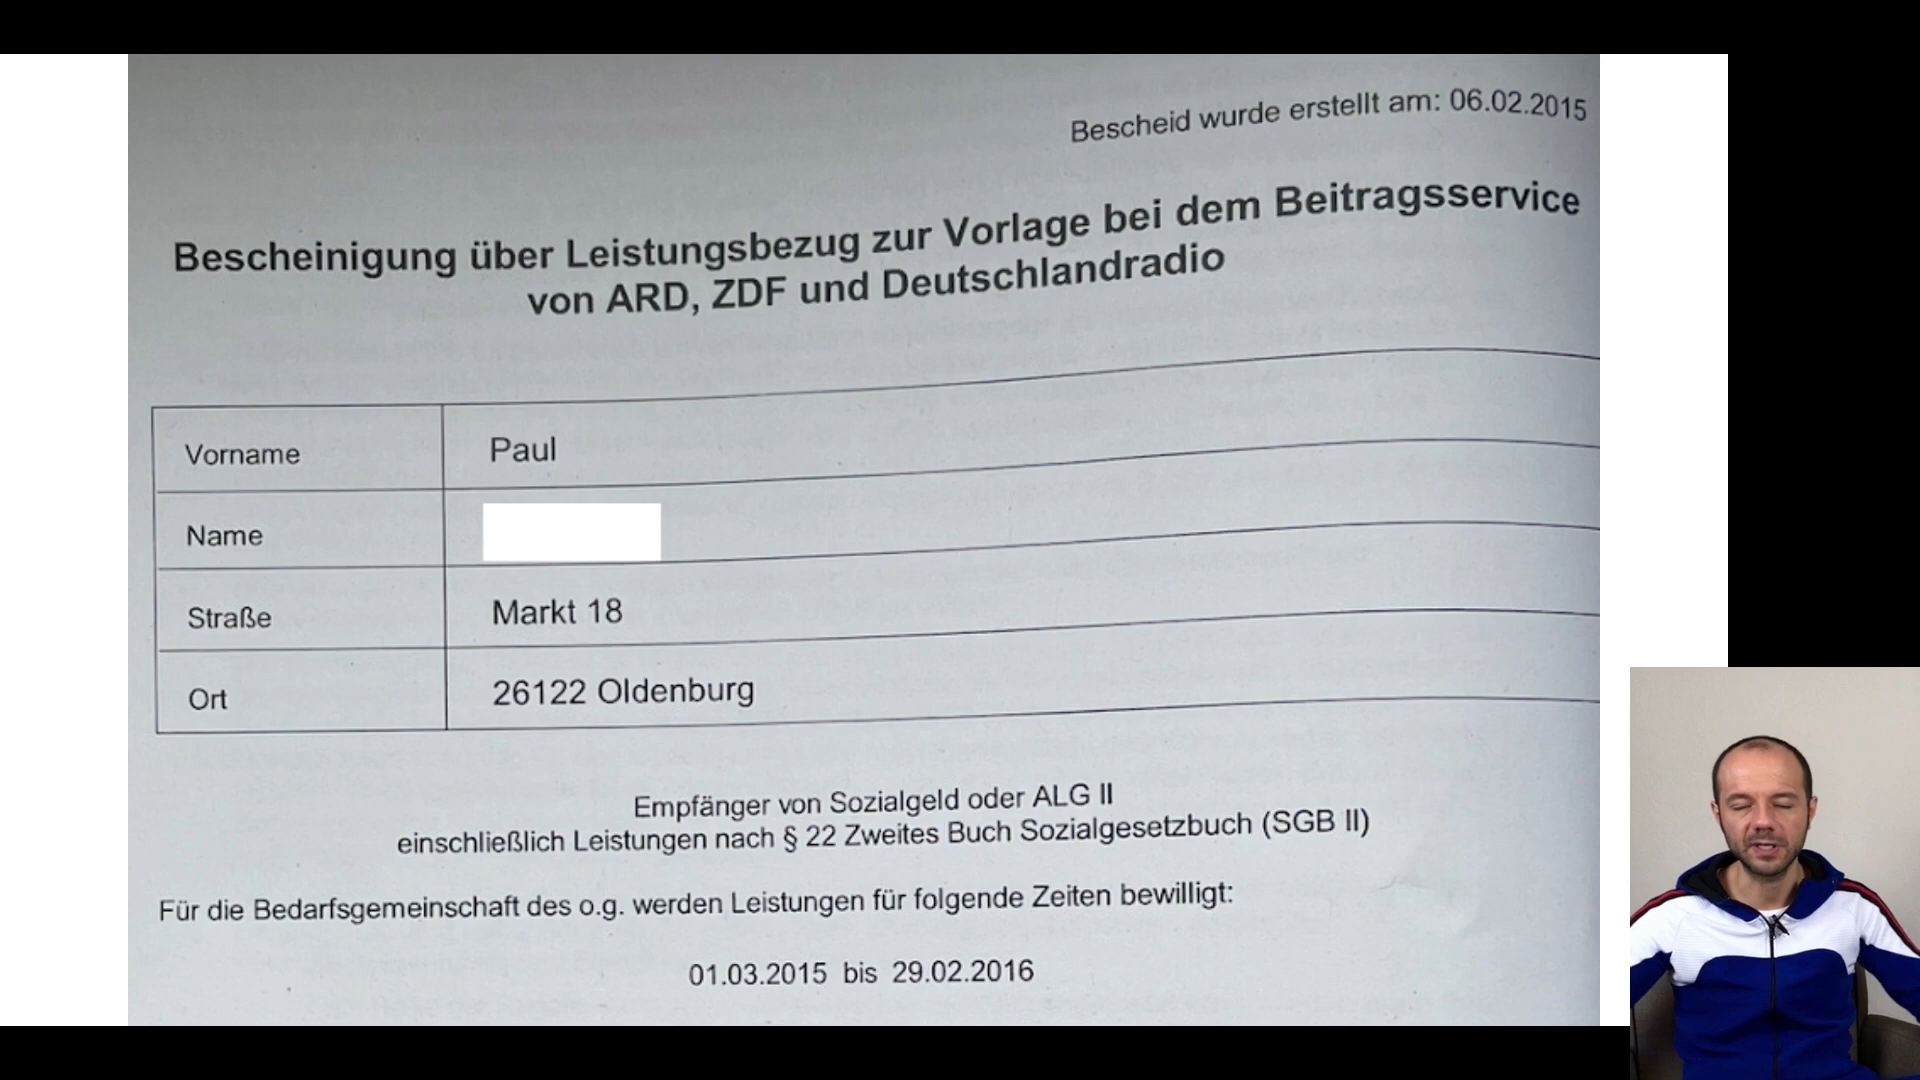 Bescheid wurde erstellt am: 06.02.2015
Bescheinigung über Leistungsbezug zur Vorlage bei dem Beitragsservice
von ARD, ZDF und Deutschlandradio
Vorname Paul
Name
Straße Markt 18
Ort 26122 Oldenburg
Empfänger von Sozialgeld oder ALG II
einschließlich Leistungen nach § 22 Zweites Buch Sozialgesetzbuch (SGB II)
Für die Bedarfsgemeinschaft des o.g. werden Leistungen für folgende Zeiten bewilligt:
01.03.2015 bis 29.02.2016